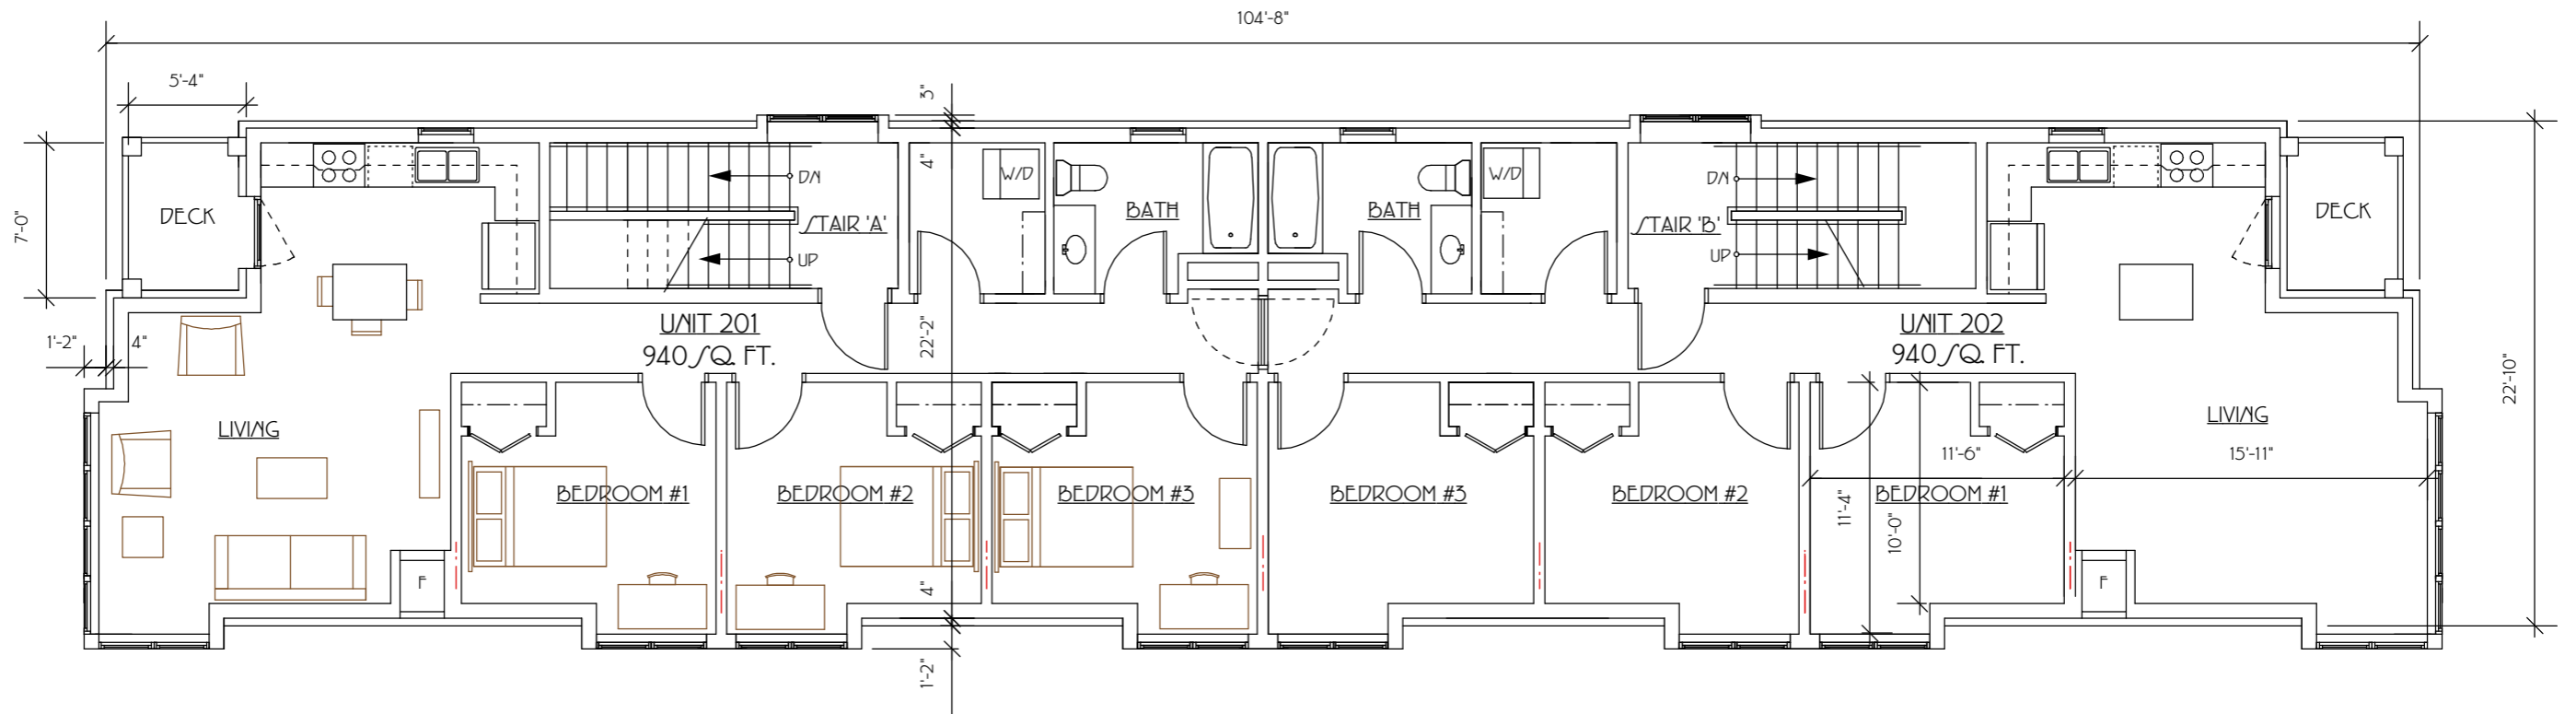 104'-8"
5'-4"
3"
4"
7'-0"
DECK
W/D
BATH
BATH
W/D
DECK
DN
STAIR 'A'
UP
DN
STAIR 'B'
UP
UNIT 201
940 SQ. FT.
22'-2"
UNIT 202
940 SQ. FT.
1'-2"
4"
22'-10"
LIVING
LIVING
11'-6"
15'-11"
BEDROOM #1
BEDROOM #2
BEDROOM #3
BEDROOM #3
BEDROOM #2
BEDROOM #1
11'-4"
10'-0"
F
4"
F
1'-2"